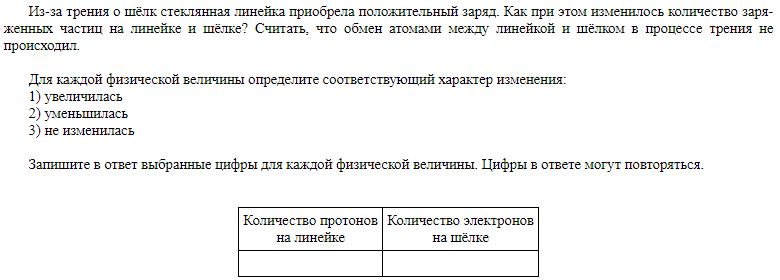 Из-за трения о шёлк стеклянная линейка приобрела положительный заряд. Как при этом изменилось количество заря-
женных частиц на линейке и шёлке? Считать, что обмен атомами между линейкой и шёлком в процессе трения не
происходил.
Для каждой физической величины определите соответствующий характер изменения:
1) увеличилась
2) уменьшилась
3) не изменилась
Запишите в ответ выбранные цифры для каждой физической величины. Цифры в ответе могут повторяться.
Количество протонов Количество электронов
на линейке на шёлке